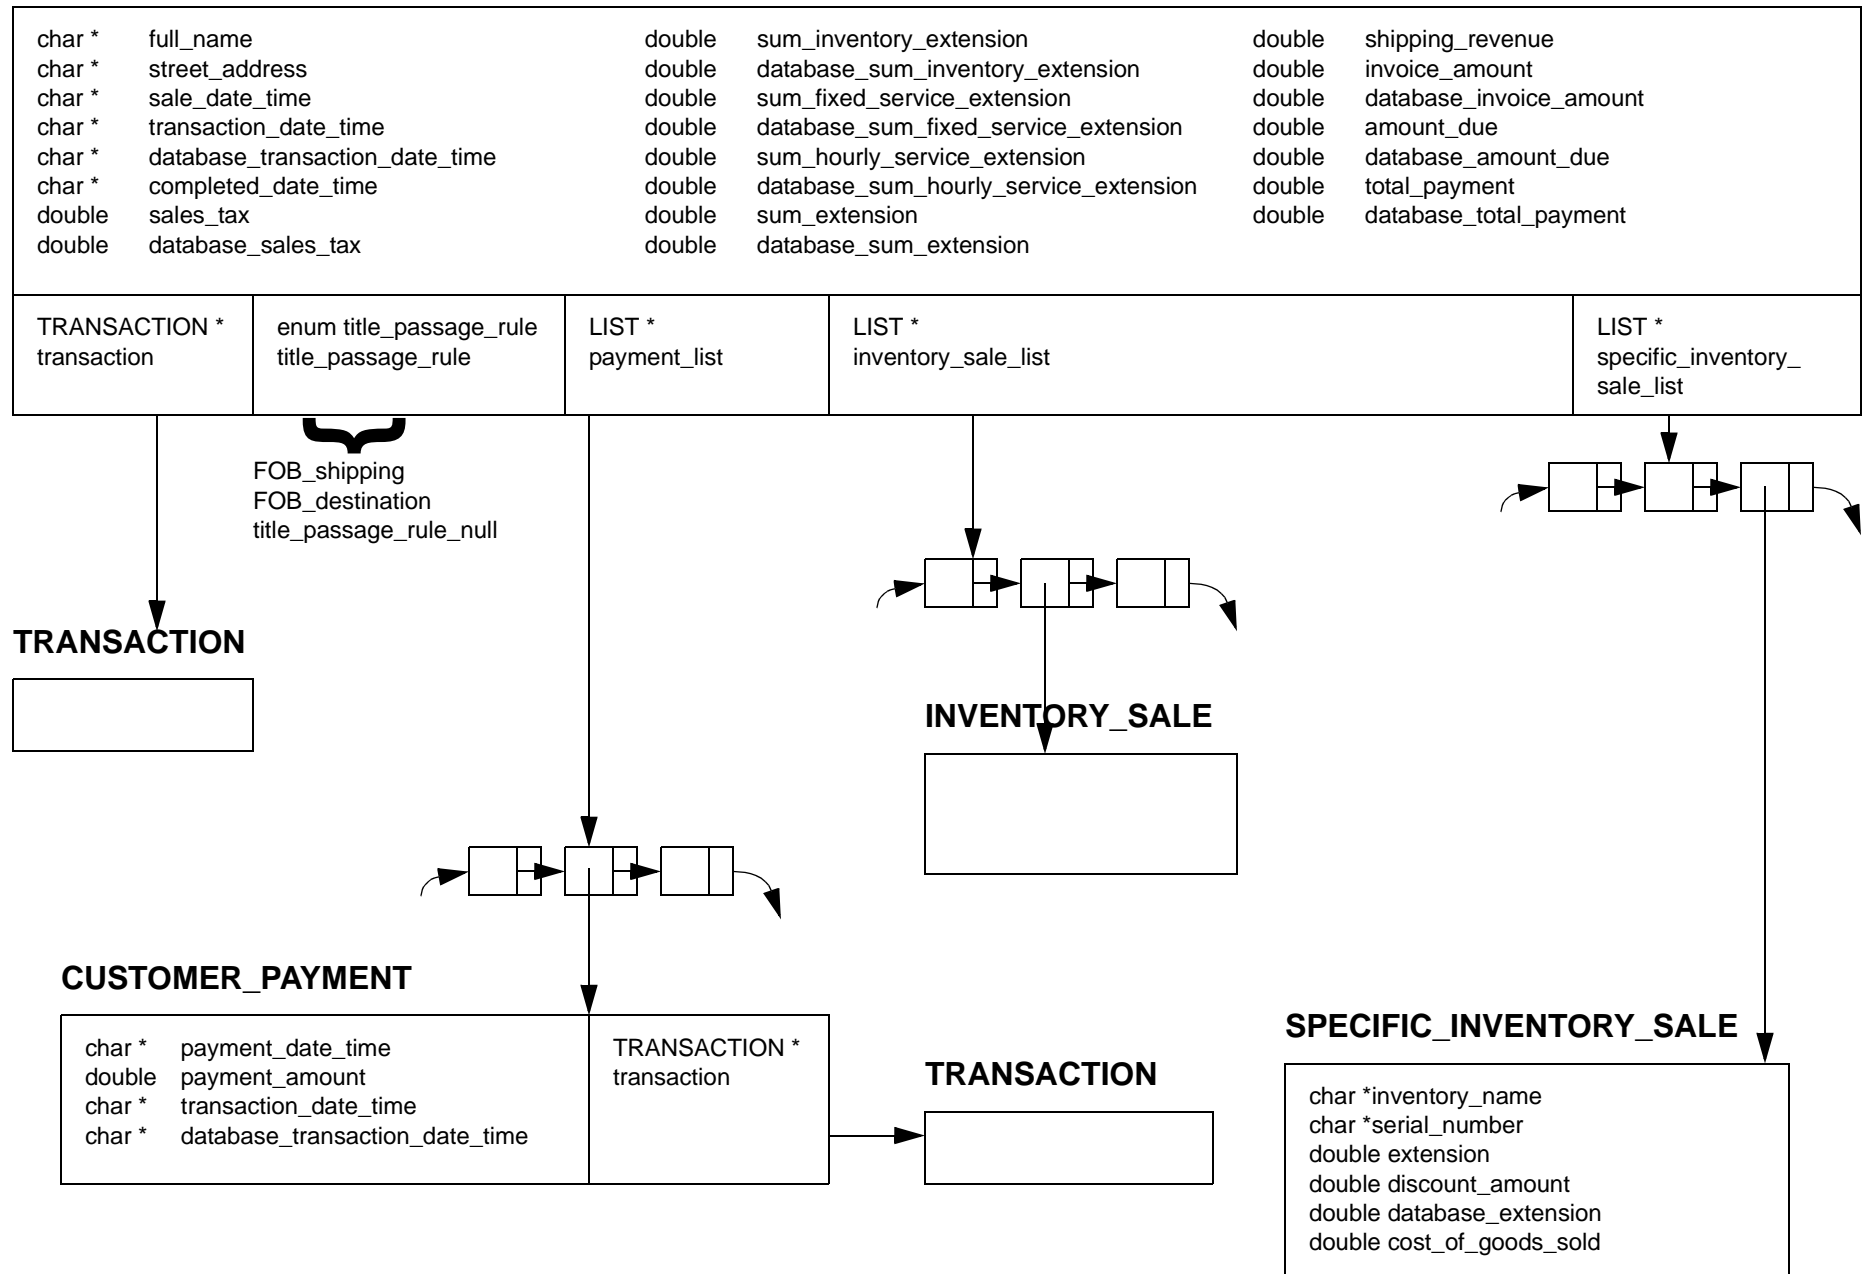 char * full_name
char * street_address
char * sale_date_time
char * transaction_date_time
char * database_transaction_date_time
char * completed_date_time
double sales_tax
double database_sales_tax
double sum_inventory_extension
double database_sum_inventory_extension
double sum_fixed_service_extension
double database_sum_fixed_service_extension
double sum_hourly_service_extension
double database_sum_hourly_service_extension
double sum_extension
double database_sum_extension
double shipping_revenue
double invoice_amount
double database_invoice_amount
double amount_due
double database_amount_due
double total_payment
double database_total_payment
TRANSACTION *
transaction
enum title_passage_rule
title_passage_rule
LIST *
payment_list
LIST *
inventory_sale_list
LIST *
specific_inventory_
sale_list
FOB_shipping
FOB_destination
title_passage_rule_null
TRANSACTION
INVENTORY_SALE
CUSTOMER_PAYMENT
char * payment_date_time
double payment_amount
char * transaction_date_time
char * database_transaction_date_time
TRANSACTION *
transaction
TRANSACTION
SPECIFIC_INVENTORY_SALE
char *inventory_name
char *serial_number
double extension
double discount_amount
double database_extension
double cost_of_goods_sold